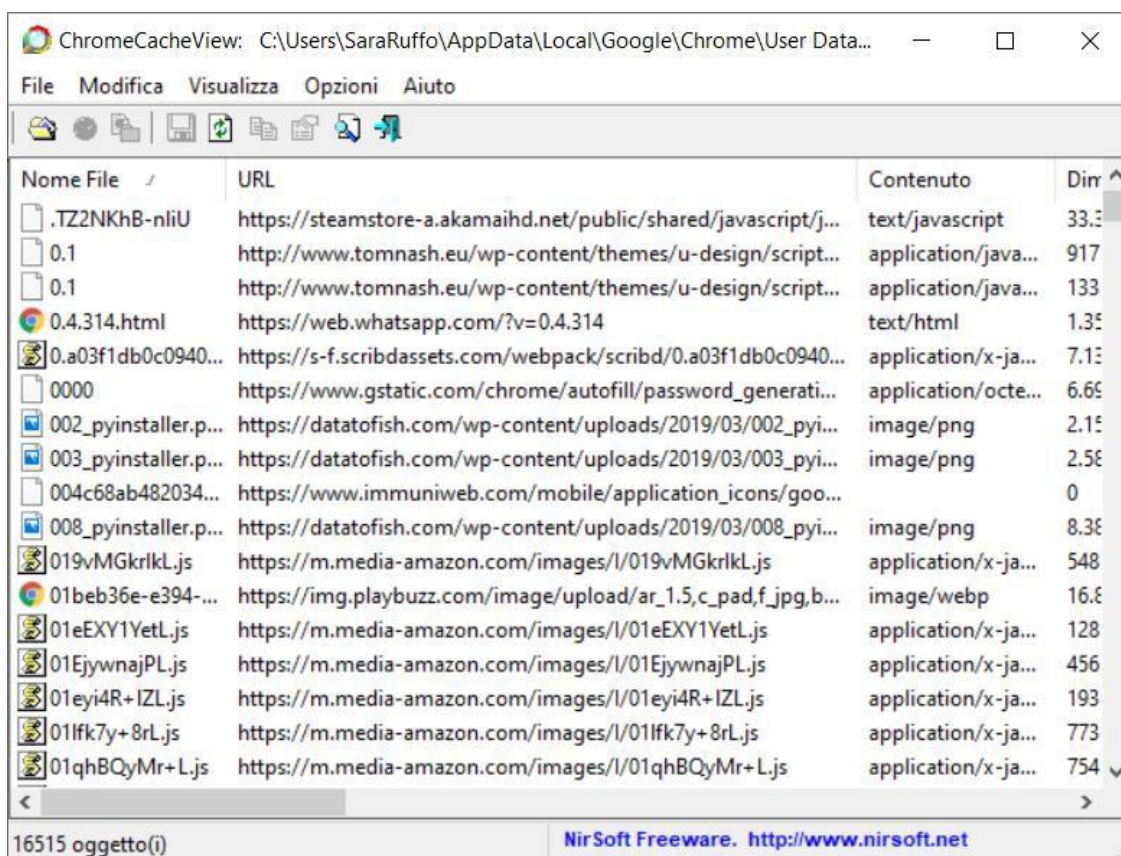 ChromeCacheView: C:\Users\SaraRuffo\AppData\Local\Google\Chrome\User Data...
File Modifica Visualizza Opzioni Aiuto
Nome File URL Contenuto Dim
.TZ2NKhB-nIiU https://steamstore-a.akamaihd.net/public/shared/javascript/j... text/javascript 33.3
0.1 http://www.tomnash.eu/wp-content/themes/u-design/script... application/java... 917
0.1 http://www.tomnash.eu/wp-content/themes/u-design/script... application/java... 133
0.4.314.html https://web.whatsapp.com/?v=0.4.314 text/html 1.35
0.a03f1db0c0940... https://s-f.scribdassets.com/webpack/scribd/0.a03f1db0c0940... application/x-ja... 7.13
0000 https://www.gstatic.com/chrome/autofill/password_generati... application/octe... 6.69
002_pyinstaller.p... https://datatofish.com/wp-content/uploads/2019/03/002_pyi... image/png 2.15
003_pyinstaller.p... https://datatofish.com/wp-content/uploads/2019/03/003_pyi... image/png 2.58
004c68ab482034... https://www.immuniweb.com/mobile/application_icons/goo... 0
008_pyinstaller.p... https://datatofish.com/wp-content/uploads/2019/03/008_pyi... image/png 8.38
019vMGkrIkL.js https://m.media-amazon.com/images/I/019vMGkrIkL.js application/x-ja... 548
01beb36e-e394-... https://img.playbuzz.com/image/upload/ar_1.5,c_pad,f_jpg,b... image/webp 16.8
01eEXY1YetL.js https://m.media-amazon.com/images/I/01eEXY1YetL.js application/x-ja... 128
01EjywnajPL.js https://m.media-amazon.com/images/I/01EjywnajPL.js application/x-ja... 456
01eyi4R+IZL.js https://m.media-amazon.com/images/I/01eyi4R+IZL.js application/x-ja... 193
01lfk7y+8rL.js https://m.media-amazon.com/images/I/01lfk7y+8rL.js application/x-ja... 773
01qhBQyMr+L.js https://m.media-amazon.com/images/I/01qhBQyMr+L.js application/x-ja... 754
16515 oggetto(i) NirSoft Freeware. http://www.nirsoft.net